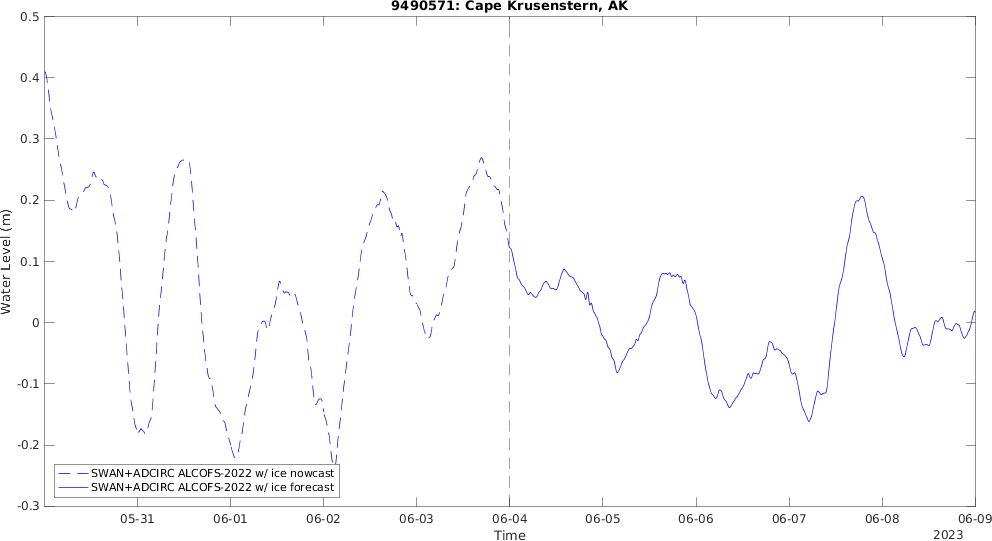 9490571: Cape Krusenstern, AK
0.5
0.4
0.3
0.2
0.1
0
-0.1
-0.2
-0.3
Water Level (m)
SWAN+ADCIRC ALCOFS-2022 w/ ice nowcast
SWAN+ADCIRC ALCOFS-2022 w/ ice forecast
05-31 06-01 06-02 06-03 06-04 06-05 06-06 06-07 06-08 06-09
Time
2023